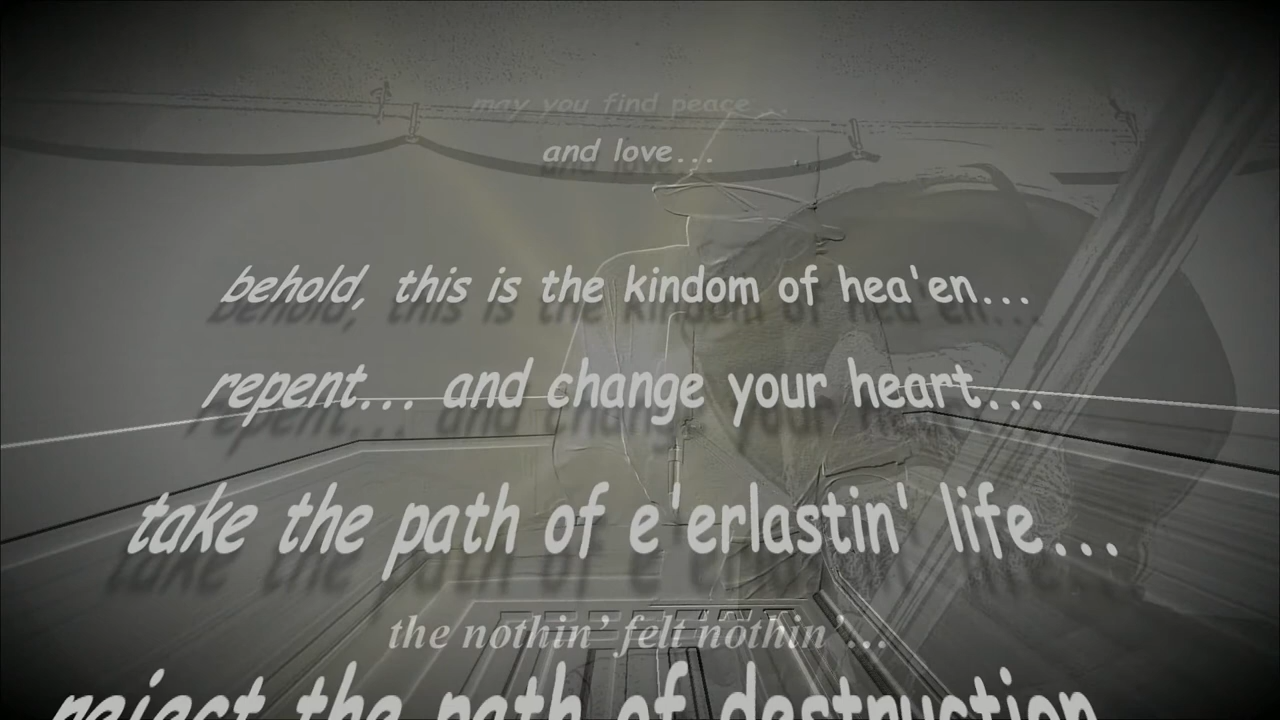 may you find peace...
and love...
behold, this is the kindom of hea'en...
repent... and change your heart...
take the path of e'erlastin' life...
the nothin’ felt nothin’...
reject the path of destruction